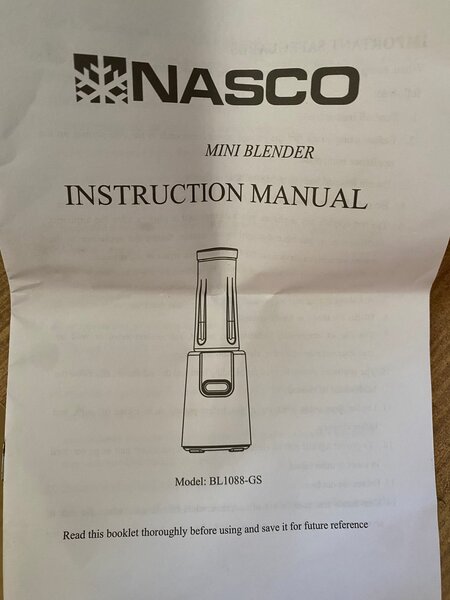 NASCO
MINI BLENDER
INSTRUCTION MANUAL
Model: BL1088-GS
Read this booklet thoroughly before using and save it for future reference